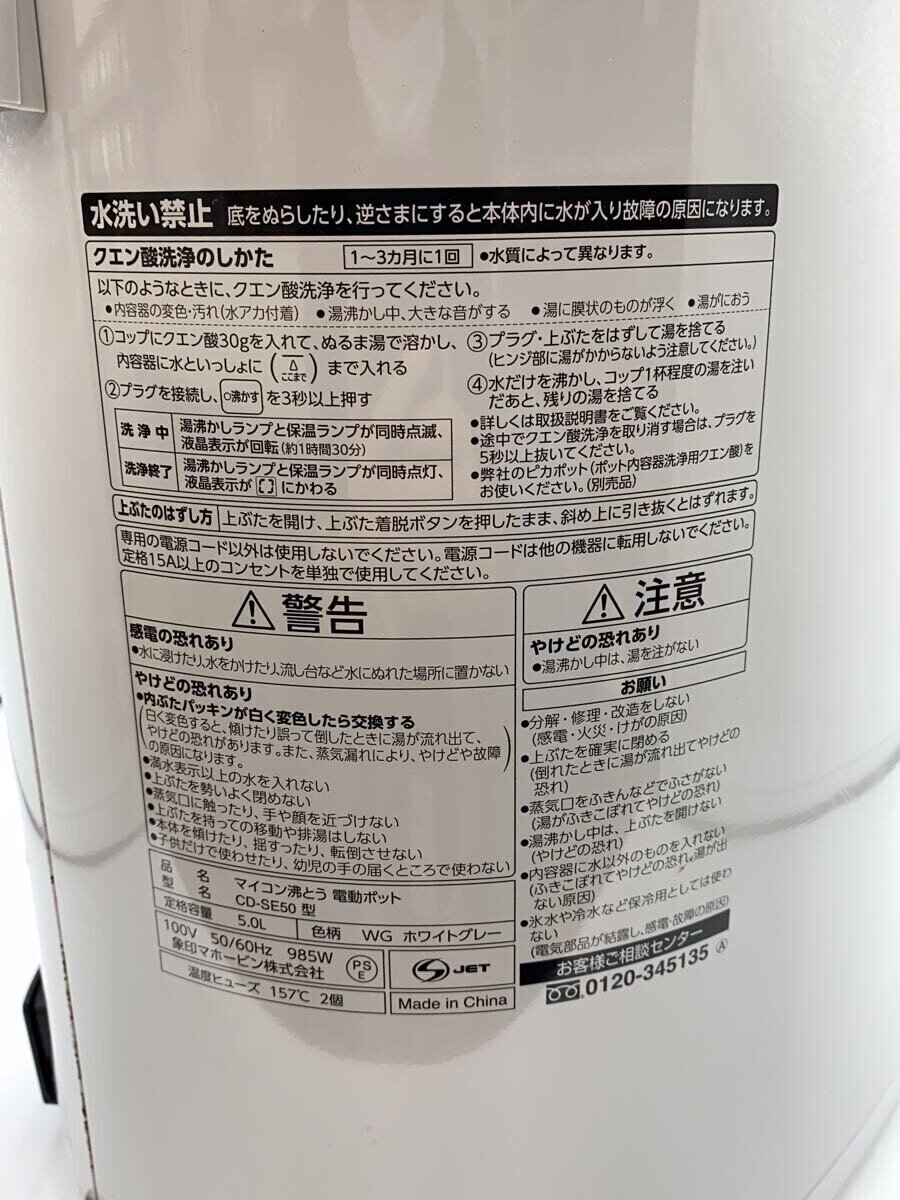 水洗い禁止 底をぬらしたり、逆さまにすると本体内に水が入り故障の原因になります。
クエン酸洗浄のしかた 1〜3カ月に1回 ●水質によって異なります。
以下のようなときに、クエン酸洗浄を行ってください。
●内容器の変色・汚れ(水アカ付着) ●湯沸かし中、大きな音がする ●湯に膜状のものが浮く ●湯がにおう
①コップにクエン酸30gを入れて、ぬるま湯で溶かし、
内容器に水といっしょに(ここまで)まで入れる
②プラグを接続し、○沸かすを3秒以上押す
洗浄中 湯沸かしランプと保温ランプが同時点滅、
液晶表示が回転(約1時間30分)
洗浄終了 湯沸かしランプと保温ランプが同時点灯、
液晶表示が[ ]にかわる
③プラグ・上ぶたをはずして湯を捨てる
(ヒンジ部に湯がかからないよう注意してください。)
④水だけを沸かし、コップ1杯程度の湯を注い
だあと、残りの湯を捨てる
●詳しくは取扱説明書をご覧ください。
●途中でクエン酸洗浄を取り消す場合は、プラグを
5秒以上抜いてください。
●弊社のピカポット(ポット内容器洗浄用クエン酸)を
お使いください。(別売品)
上ぶたのはずし方 上ぶたを開け、上ぶた着脱ボタンを押したまま、斜め上に引き抜くとはずれます。
専用の電源コード以外は使用しないでください。電源コードは他の機器に転用しないでください。
定格15A以上のコンセントを単独で使用してください。
警告
感電の恐れあり
●水に浸けたり、水をかけたり、流し台など水にぬれた場所に置かない
やけどの恐れあり
●内ぶたパッキンが白く変色したら交換する
(白く変色すると、傾けたり誤って倒したときに湯が流れ出て、
やけどの恐れがあります。また、蒸気漏れにより、やけどや故障
の原因になります。)
●満水表示以上の水を入れない
●上ぶたを勢いよく閉めない
●蒸気口に触ったり、手や顔を近づけない
●上ぶたを持っての移動や排湯はしない
●本体を傾けたり、揺すったり、転倒させない
●子供だけで使わせたり、幼児の手の届くところで使わない
注意
やけどの恐れあり
●湯沸かし中は、湯を注がない
お願い
●分解・修理・改造をしない
(感電・火災・けがの原因)
●上ぶたを確実に閉める
(倒れたときに湯が流れ出てやけどの
恐れ)
●蒸気口をふきんなどでふさがない
(湯がふきこぼれてやけどの恐れ)
●湯沸かし中は、上ぶたを開けない
(やけどの恐れ)
●内容器に水以外のものを入れない
(ふきこぼれてやけどの恐れ。湯が出
ない原因)
●氷水や冷水など保冷用としては使わ
ない
(電気部品が結露し、感電・故障の原因)
お客様ご相談センター
0120-345135 Ⓐ
品名 マイコン沸とう 電動ポット
型名 CD-SE50 型
定格容量 5.0L 色柄 WG ホワイトグレー
100V 50/60Hz 985W
象印マホービン株式会社
PSE
JET
温度ヒューズ 157℃ 2個
Made in China